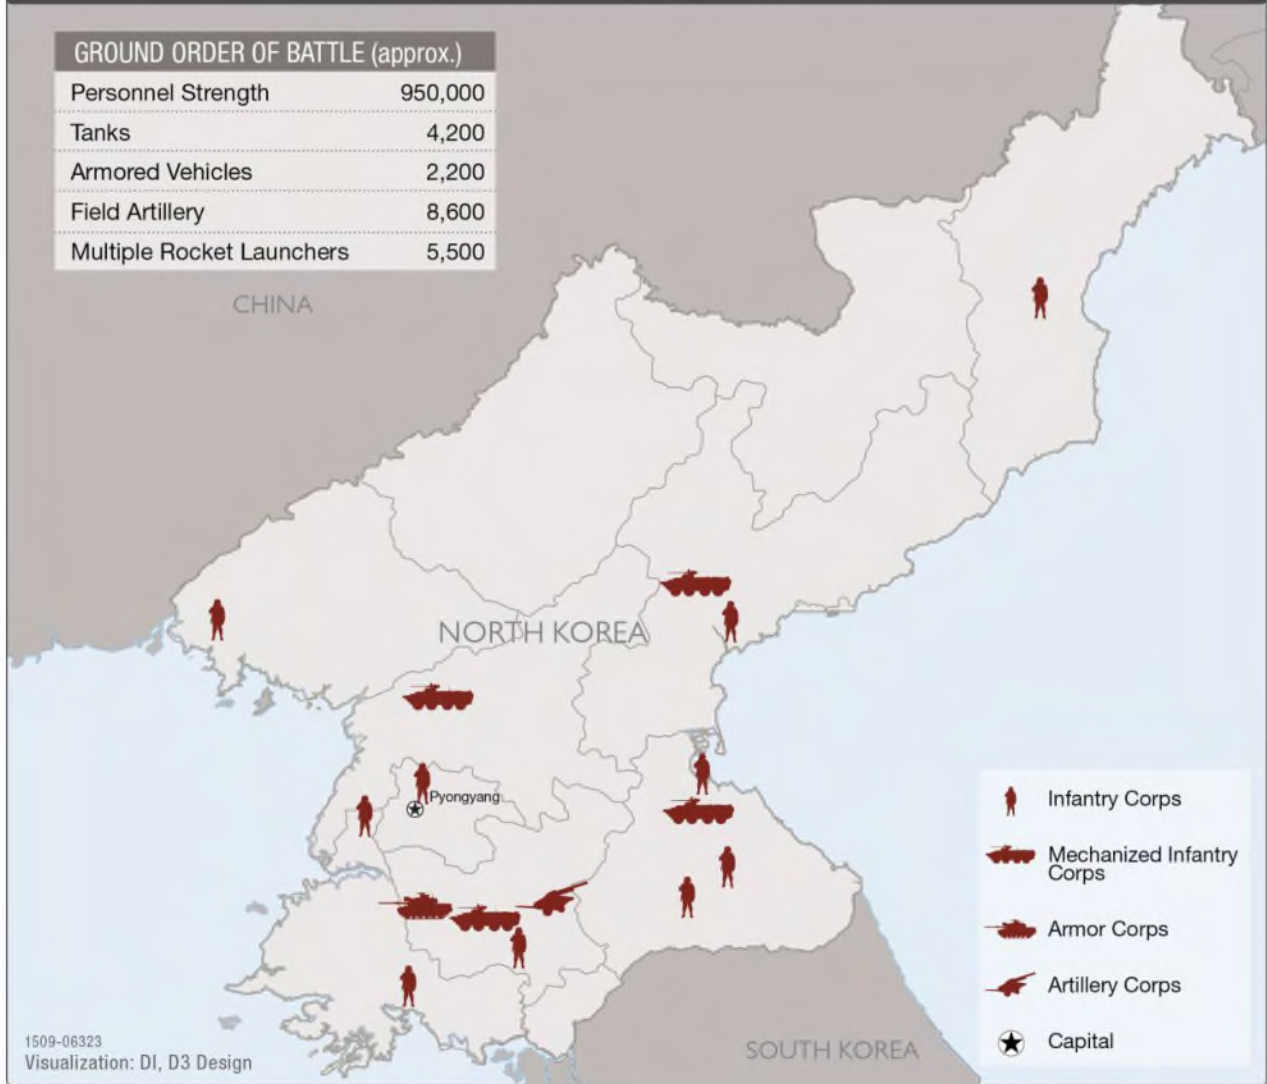 GROUND ORDER OF BATTLE (approx.)
Personnel Strength 950,000
Tanks 4,200
Armored Vehicles 2,200
Field Artillery 8,600
Multiple Rocket Launchers 5,500
CHINA
NORTH KOREA
Pyongyang
Infantry Corps
Mechanized Infantry
Corps
Armor Corps
Artillery Corps
Capital
1509-06323
Visualization: DI, D3 Design
SOUTH KOREA